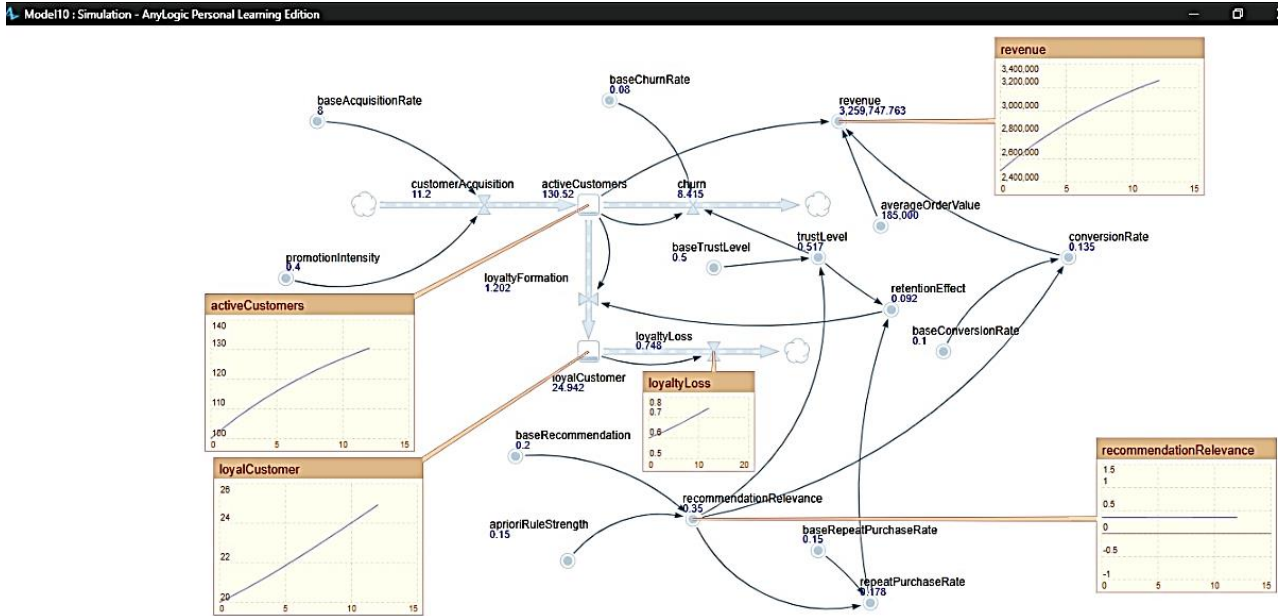 Model10 : Simulation - AnyLogic Personal Learning Edition
revenue
3,400,000
3,200,000
3,000,000
2,800,000
2,600,000
2,400,000
0 5 10 15
baseChurnRate
0.08
baseAcquisitionRate
8
revenue
3,259,747.763
customerAcquisition
11.2
activeCustomers
130.52
churn
8.415
averageOrderValue
185,000
promotionIntensity
0.4
baseTrustLevel
0.5
trustLevel
0.517
conversionRate
0.135
loyaltyFormation
1.202
retentionEffect
0.092
activeCustomers
140
130
120
110
100
0 5 10 15
baseConversionRate
0.1
loyaltyLoss
0.748
loyalCustomer
24.942
loyaltyLoss
0.8
0.7
0.6
0.5
0 10 20
baseRecommendation
0.2
loyalCustomer
26
24
22
20
0 5 10 15
recommendationRelevance
0.35
aprioriRuleStrength
0.15
baseRepeatPurchaseRate
0.15
repeatPurchaseRate
0.178
recommendationRelevance
1.5
1
0.5
0
-0.5
-1
0 5 10 15